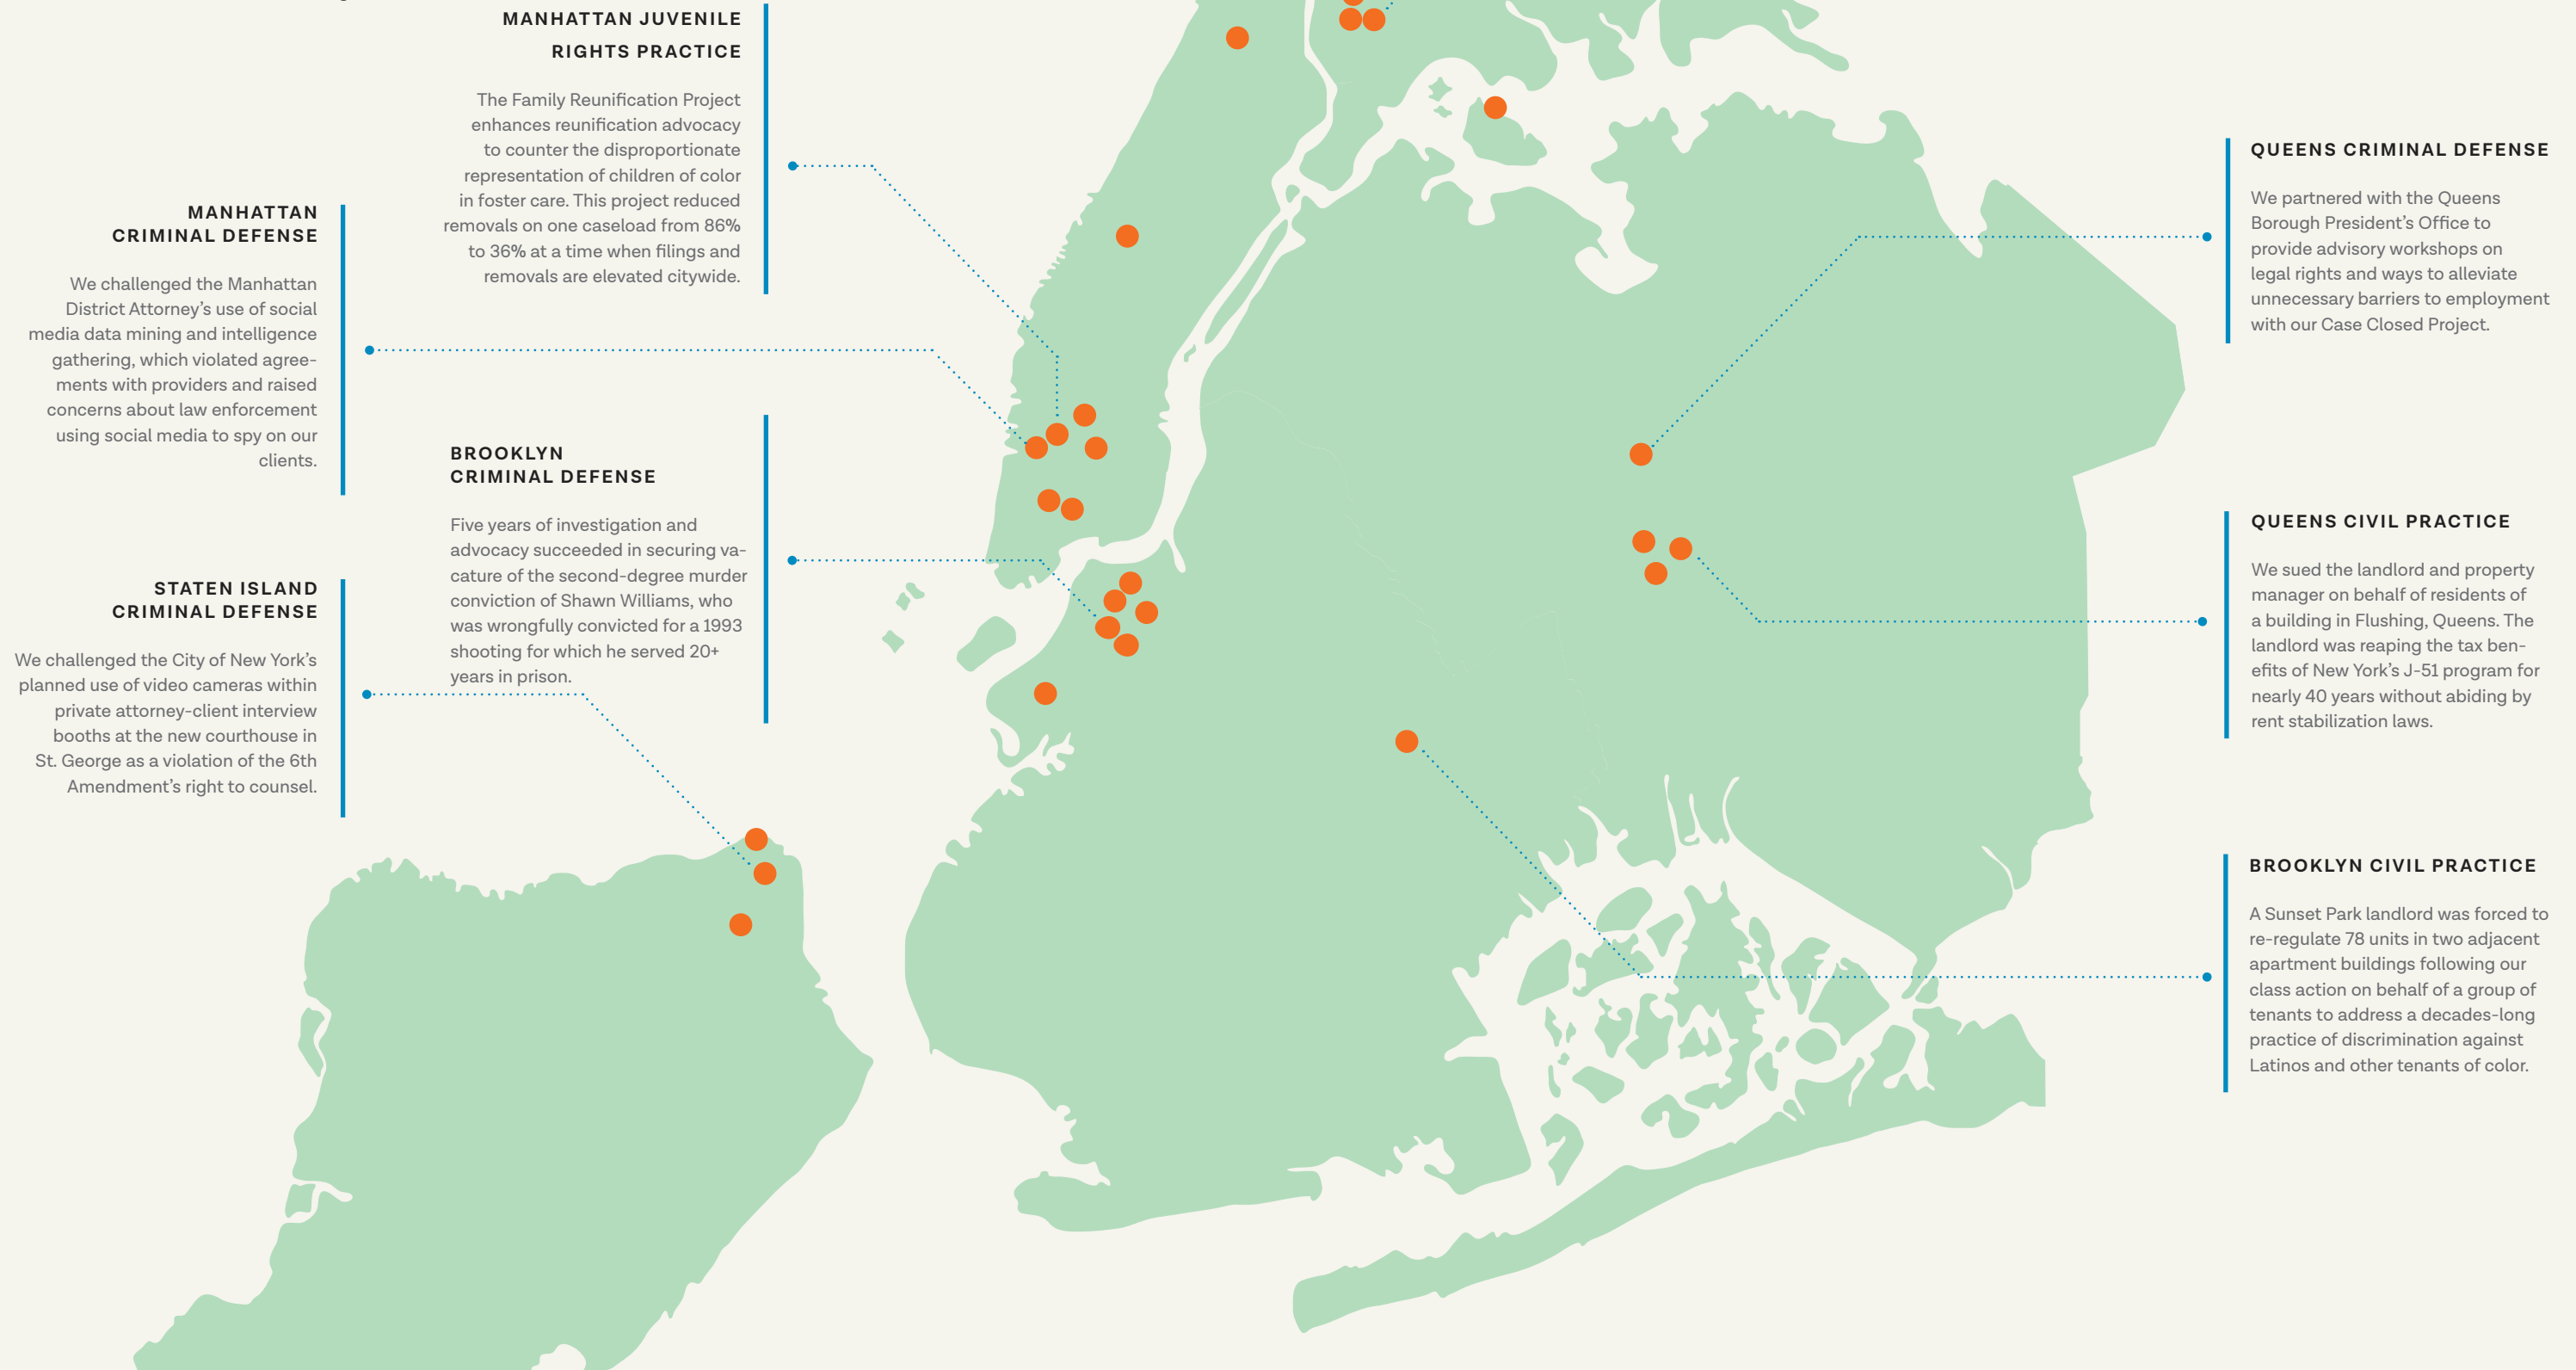 MANHATTAN JUVENILE
RIGHTS PRACTICE
The Family Reunification Project
enhances reunification advocacy
to counter the disproportionate
representation of children of color
in foster care. This project reduced
removals on one caseload from 86%
to 36% at a time when filings and
removals are elevated citywide.
MANHATTAN
CRIMINAL DEFENSE
We challenged the Manhattan
District Attorney’s use of social
media data mining and intelligence
gathering, which violated agree-
ments with providers and raised
concerns about law enforcement
using social media to spy on our
clients.
BROOKLYN
CRIMINAL DEFENSE
Five years of investigation and
advocacy succeeded in securing va-
cature of the second-degree murder
conviction of Shawn Williams, who
was wrongfully convicted for a 1993
shooting for which he served 20+
years in prison.
STATEN ISLAND
CRIMINAL DEFENSE
We challenged the City of New York’s
planned use of video cameras within
private attorney-client interview
booths at the new courthouse in
St. George as a violation of the 6th
Amendment’s right to counsel.
QUEENS CRIMINAL DEFENSE
We partnered with the Queens
Borough President’s Office to
provide advisory workshops on
legal rights and ways to alleviate
unnecessary barriers to employment
with our Case Closed Project.
QUEENS CIVIL PRACTICE
We sued the landlord and property
manager on behalf of residents of
a building in Flushing, Queens. The
landlord was reaping the tax ben-
efits of New York’s J-51 program for
nearly 40 years without abiding by
rent stabilization laws.
BROOKLYN CIVIL PRACTICE
A Sunset Park landlord was forced to
re-regulate 78 units in two adjacent
apartment buildings following our
class action on behalf of a group of
tenants to address a decades-long
practice of discrimination against
Latinos and other tenants of color.